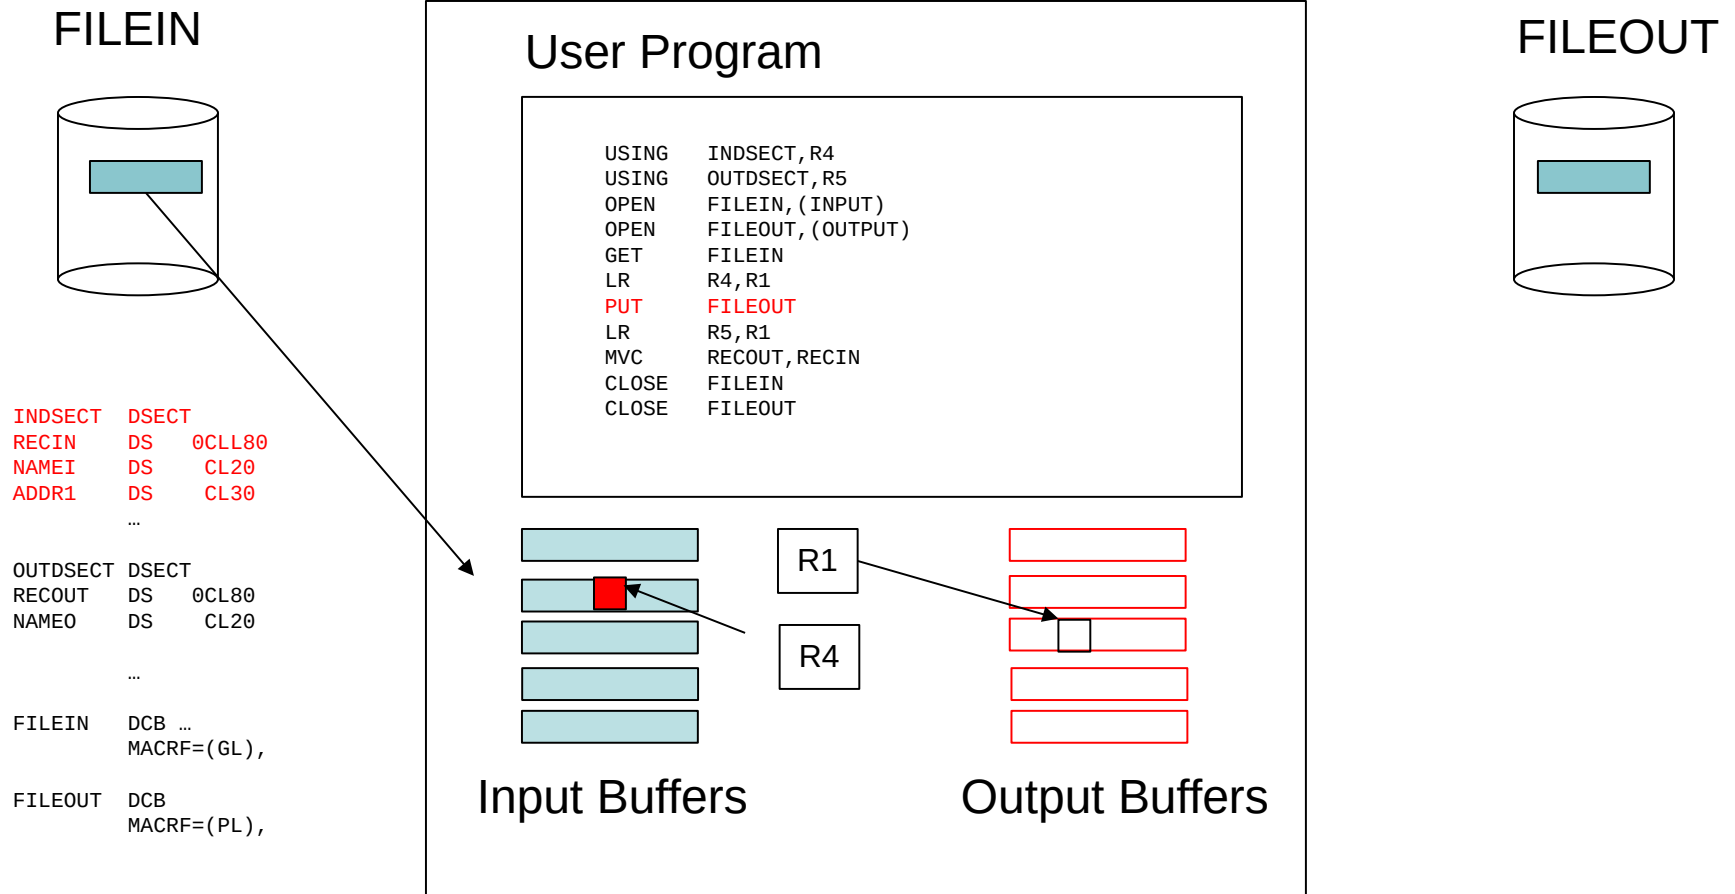 FILEIN
User Program
FILEOUT
USING INDSECT,R4
USING OUTDSECT,R5
OPEN FILEIN,(INPUT)
OPEN FILEOUT,(OUTPUT)
GET FILEIN
LR R4,R1
PUT FILEOUT
LR R5,R1
MVC RECOUT,RECIN
CLOSE FILEIN
CLOSE FILEOUT
INDSECT DSECT
RECIN DS 0CLL80
NAMEI DS CL20
ADDR1 DS CL30
…
OUTDSECT DSECT
RECOUT DS 0CL80
NAMEO DS CL20
…
FILEIN DCB …
MACRF=(GL),
FILEOUT DCB
MACRF=(PL),
R1
R4
Input Buffers
Output Buffers